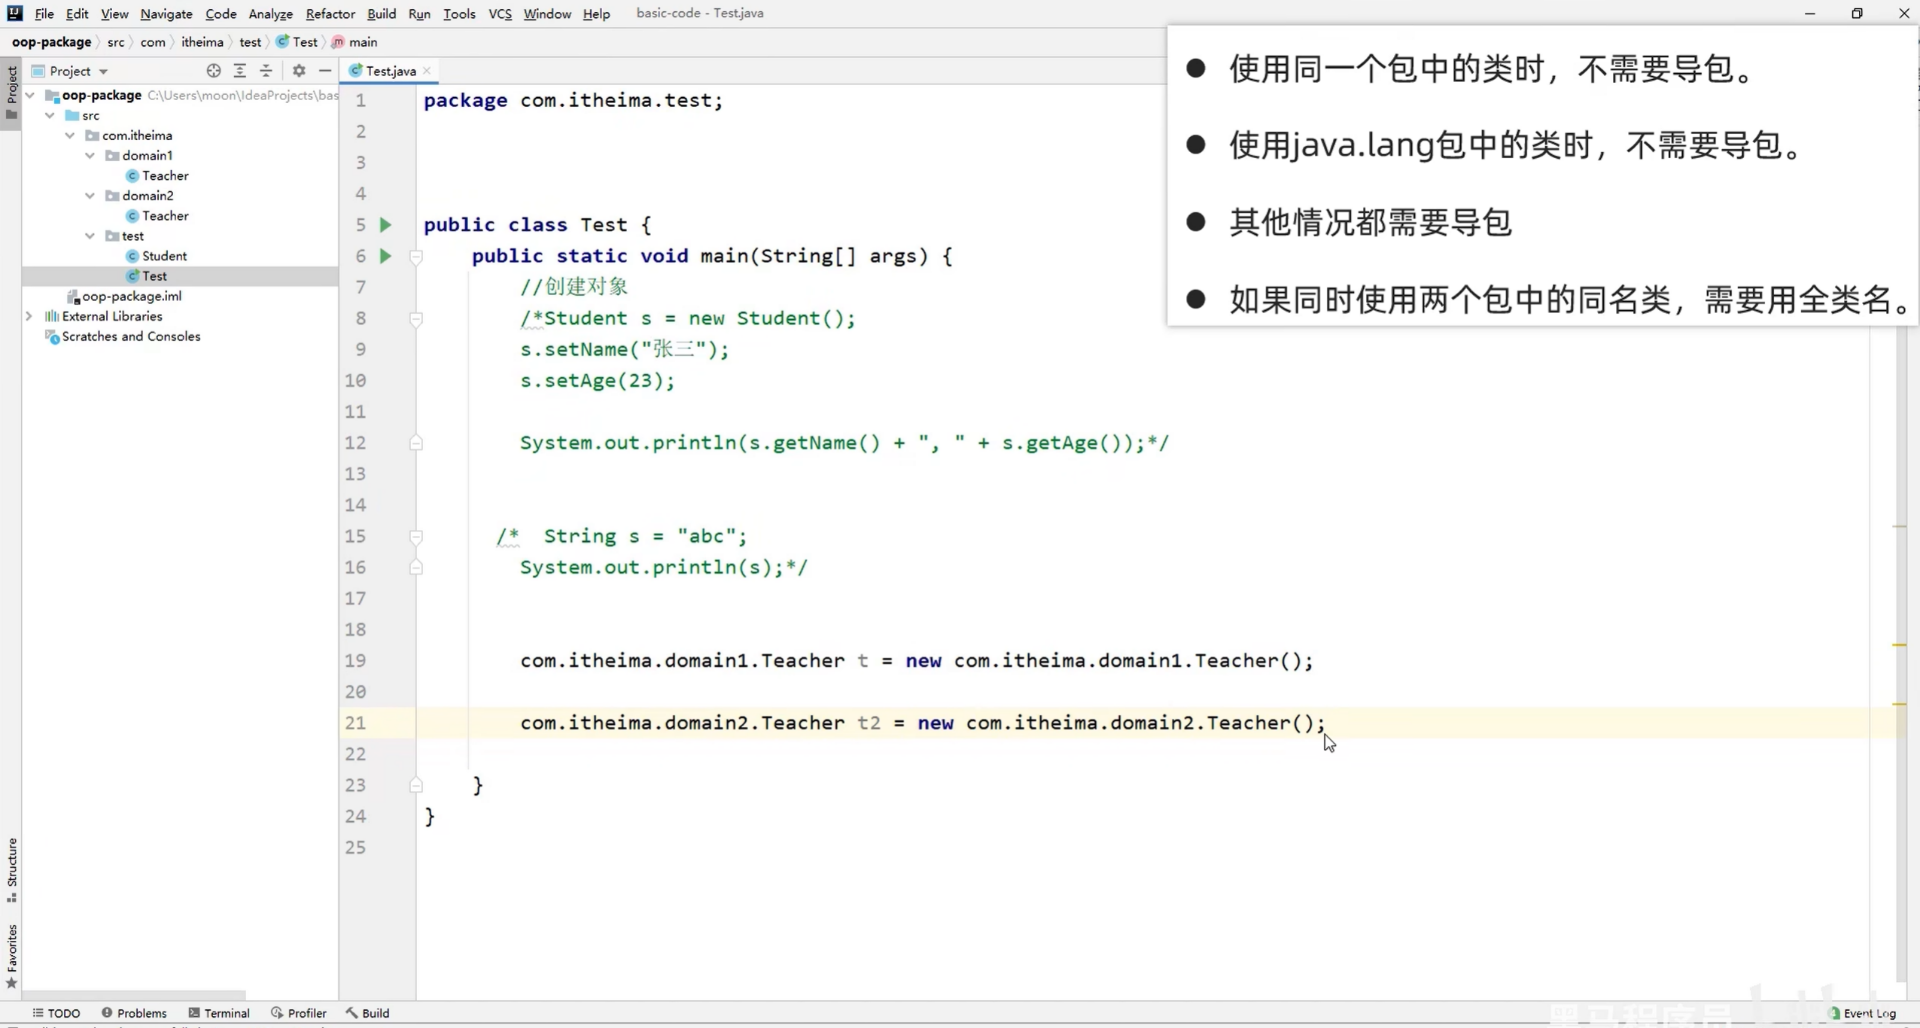 File Edit View Navigate Code Analyze Refactor Build Run Tools VCS Window Help basic-code - Test.java
oop-package src com itheima test Test main
Project
Test.java
oop-package C:\Users\moon\IdeaProjects\bas
src
com.itheima
domain1
Teacher
domain2
Teacher
test
Student
Test
oop-package.iml
External Libraries
Scratches and Consoles
Project
Structure
Favorites
1 package com.itheima.test;
2
3
4
5 public class Test {
6 public static void main(String[] args) {
7 //创建对象
8 /*Student s = new Student();
9 s.setName("张三");
10 s.setAge(23);
11
12 System.out.println(s.getName() + ", " + s.getAge());*/
13
14
15 /* String s = "abc";
16 System.out.println(s);*/
17
18
19 com.itheima.domain1.Teacher t = new com.itheima.domain1.Teacher();
20
21 com.itheima.domain2.Teacher t2 = new com.itheima.domain2.Teacher();
22
23 }
24 }
25
● 使用同一个包中的类时，不需要导包。
● 使用java.lang包中的类时，不需要导包。
● 其他情况都需要导包
● 如果同时使用两个包中的同名类，需要用全类名。
TODO Problems Terminal Profiler Build
黑马程序员
Event Log